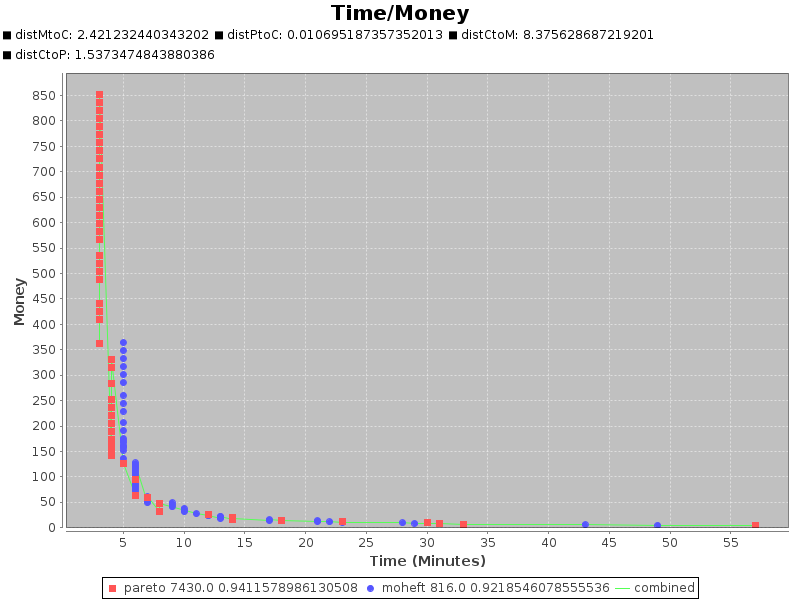 Time/Money
distMtoC: 2.421232440343202 distPtoC: 0.010695187357352013 distCtoM: 8.375628687219201
distCtoP: 1.5373474843880386
Money
850
800
750
700
650
600
550
500
450
400
350
300
250
200
150
100
50
0
5 10 15 20 25 30 35 40 45 50 55
Time (Minutes)
pareto 7430.0 0.9411578986130508 moheft 816.0 0.9218546078555536 combined